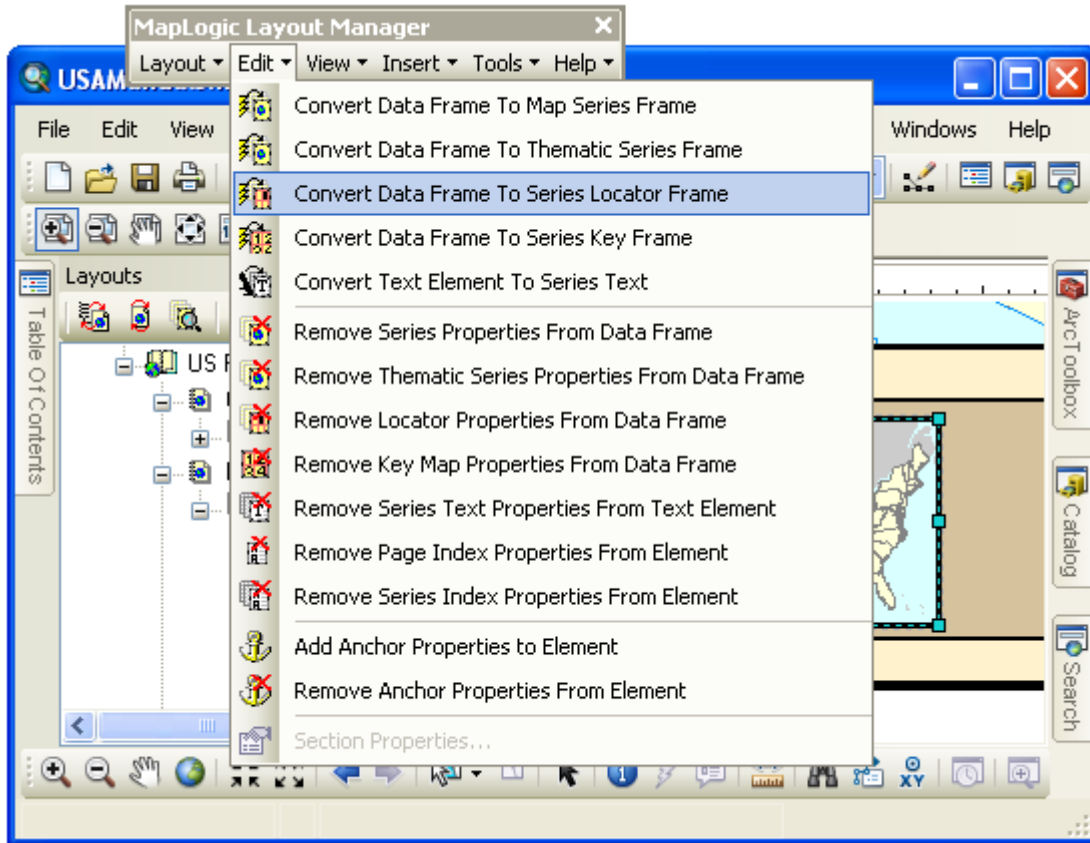 MapLogic Layout Manager
Layout Edit View Insert Tools Help
File Edit View
Windows Help
Convert Data Frame To Map Series Frame
Convert Data Frame To Thematic Series Frame
Convert Data Frame To Series Locator Frame
Convert Data Frame To Series Key Frame
Convert Text Element To Series Text
Remove Series Properties From Data Frame
Remove Thematic Series Properties From Data Frame
Remove Locator Properties From Data Frame
Remove Key Map Properties From Data Frame
Remove Series Text Properties From Text Element
Remove Page Index Properties From Element
Remove Series Index Properties From Element
Add Anchor Properties to Element
Remove Anchor Properties From Element
Section Properties...
Layouts
US
Table Of Contents
ArcToolbox
Catalog
Search
XY